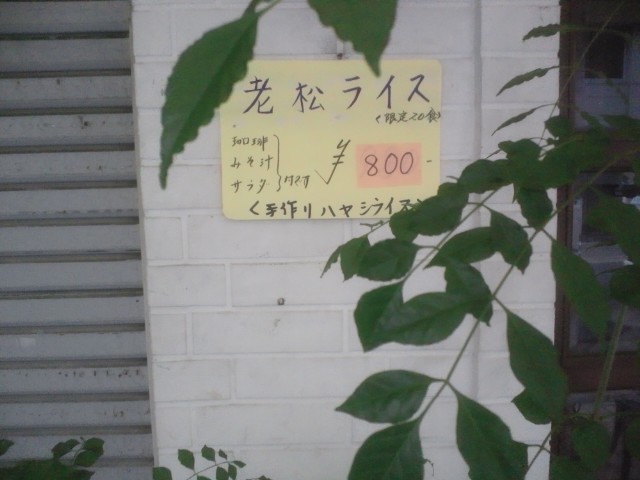 老松ライス
<限定20食>
珈琲
みそ汁
サラダ
付きます
¥800-
<手作りハヤシライス>